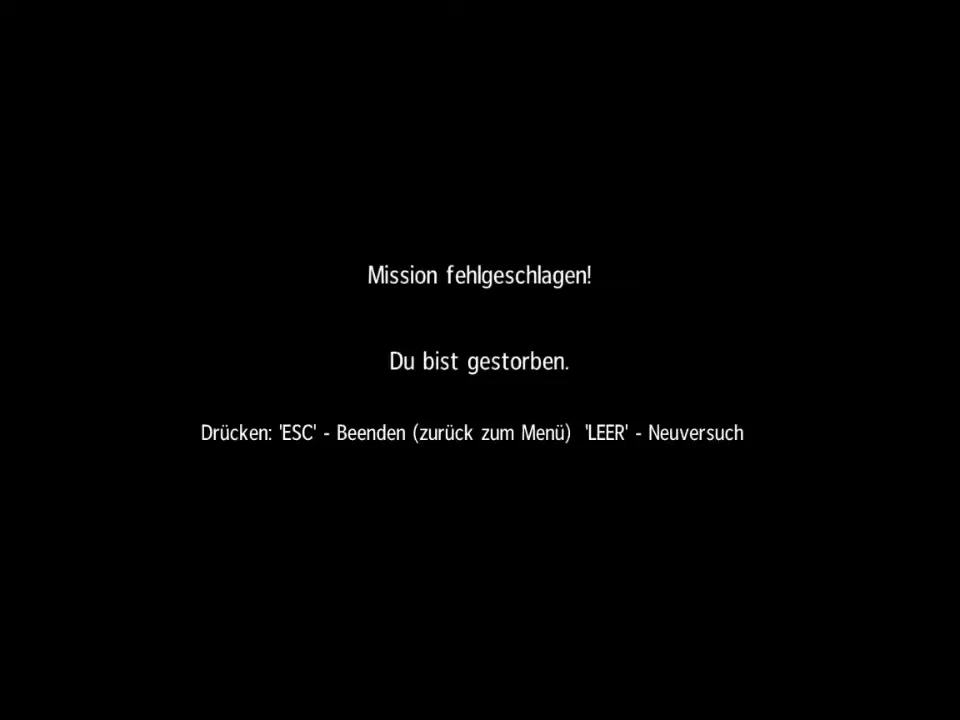 Mission fehlgeschlagen!
Du bist gestorben.
Drücken: 'ESC' - Beenden (zurück zum Menü)  'LEER' - Neuversuch